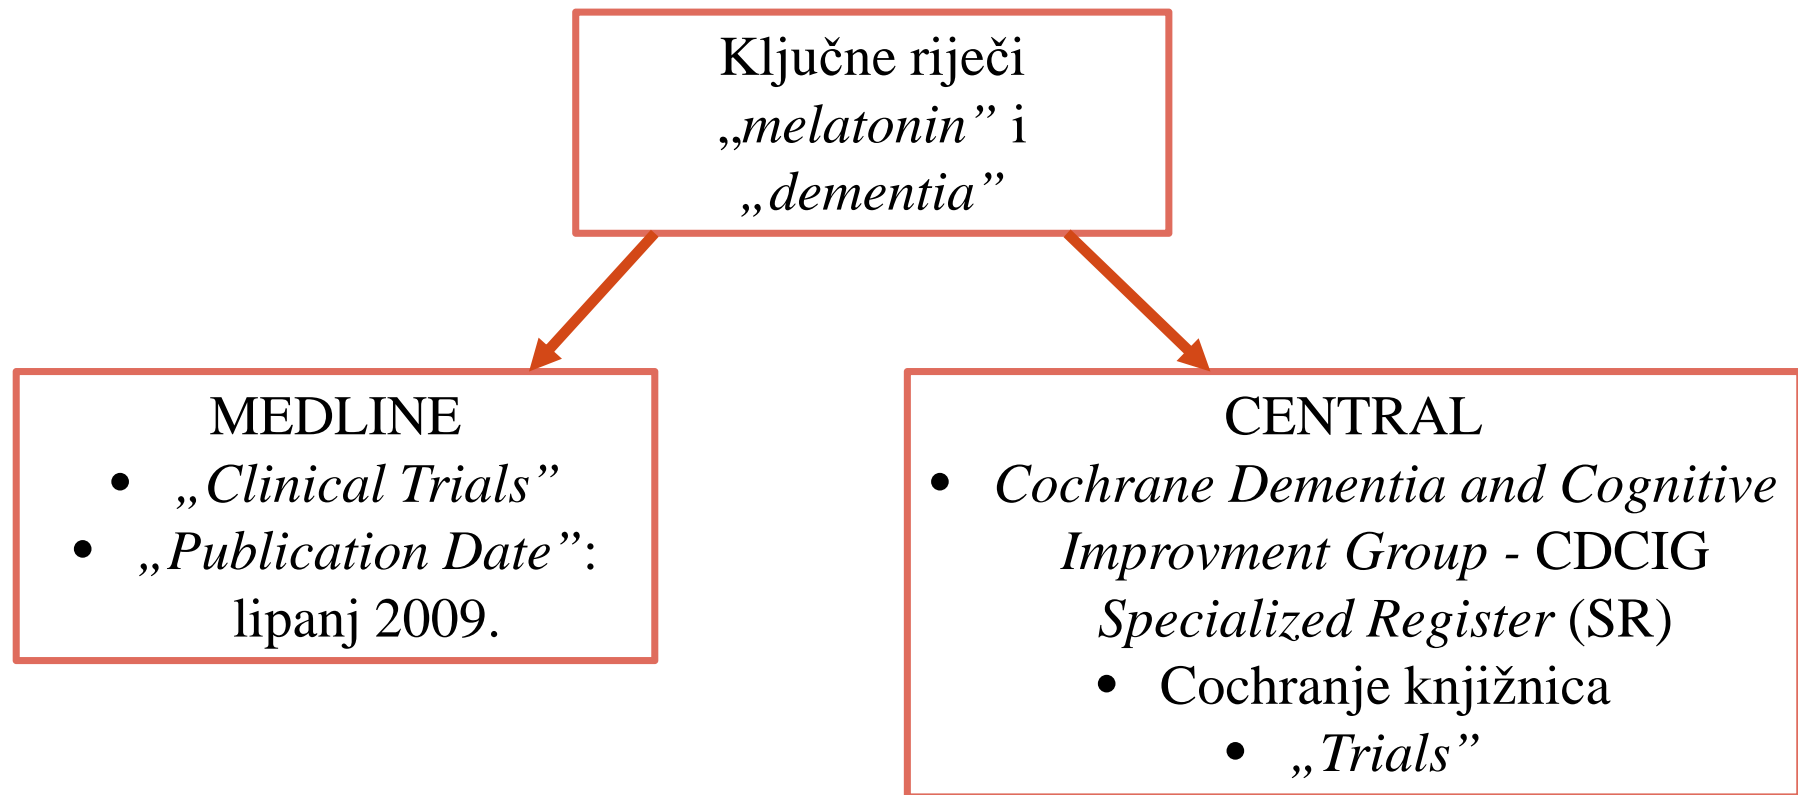 Ključne riječi
„melatonin” i
„dementia”
MEDLINE
• „Clinical Trials”
• „Publication Date”:
lipanj 2009.
CENTRAL
• Cochrane Dementia and Cognitive
Improvment Group - CDCIG
Specialized Register (SR)
• Cochranje knjižnica
• „Trials”